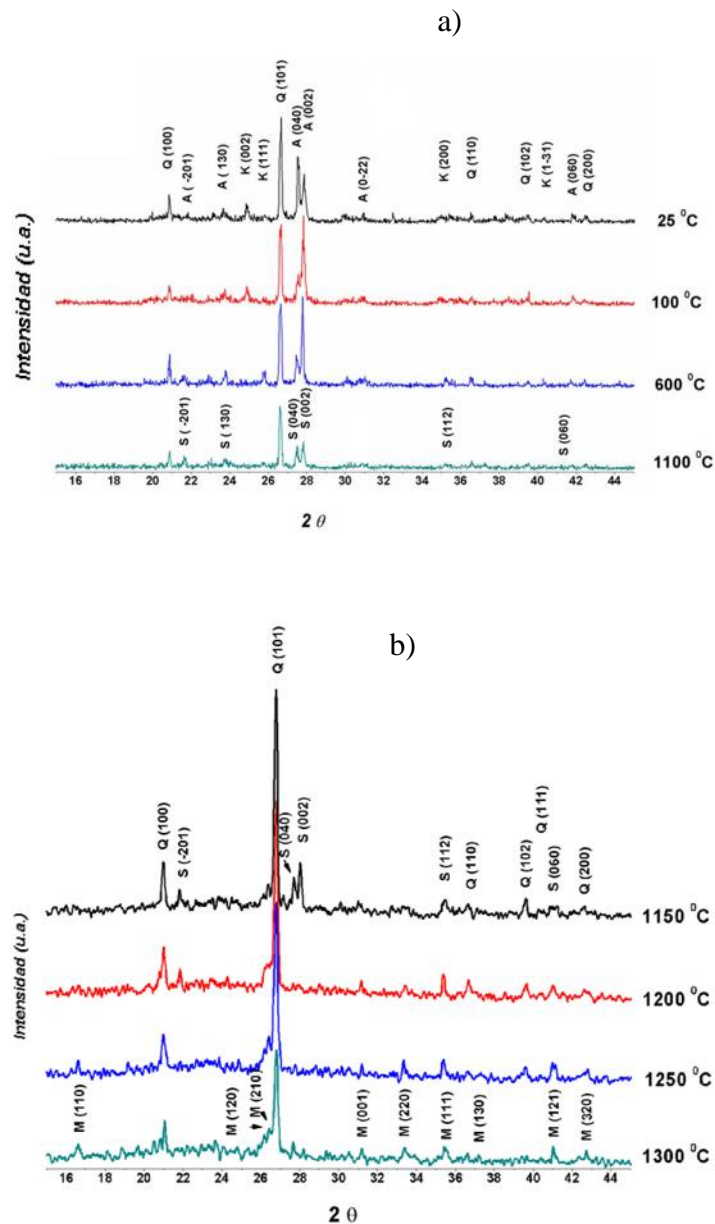 a)
Q (100)
A (-201)
A (130)
K (002)
K (111)
Q (101)
A (040)
A (002)
A (0-22)
K (200)
Q (110)
Q (102)
K (1-31)
A (060)
Q (200)
25 °C
100 °C
600 °C
S (-201)
S (130)
S (040)
S (002)
S (112)
S (060)
1100 °C
Intensidad (u.a.)
16 18 20 22 24 26 28 30 32 34 36 38 40 42 44
2 θ
b)
Q (100)
S (-201)
Q (101)
S (040)
S (002)
S (112)
Q (110)
Q (102)
Q (111)
S (060)
Q (200)
1150 °C
1200 °C
1250 °C
M (110)
M (120)
M (210)
M (001)
M (220)
M (111)
M (130)
M (121)
M (320)
1300 °C
Intensidad (u.a.)
16 18 20 22 24 26 28 30 32 34 36 38 40 42 44
2 θ